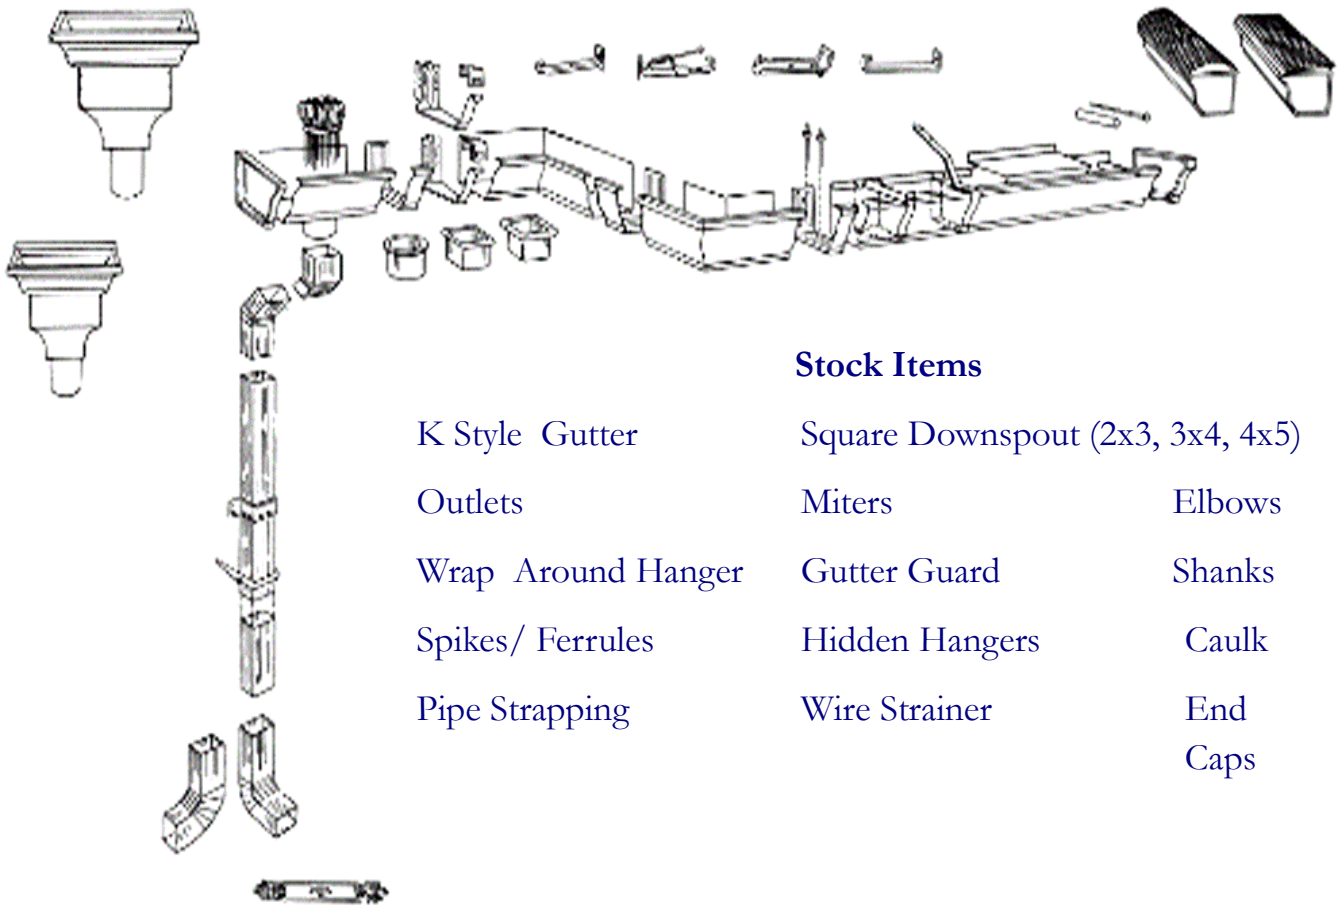 Stock Items
K Style Gutter Square Downspout (2x3, 3x4, 4x5)
Outlets Miters Elbows
Wrap Around Hanger Gutter Guard Shanks
Spikes/ Ferrules Hidden Hangers Caulk
Pipe Strapping Wire Strainer End
Caps